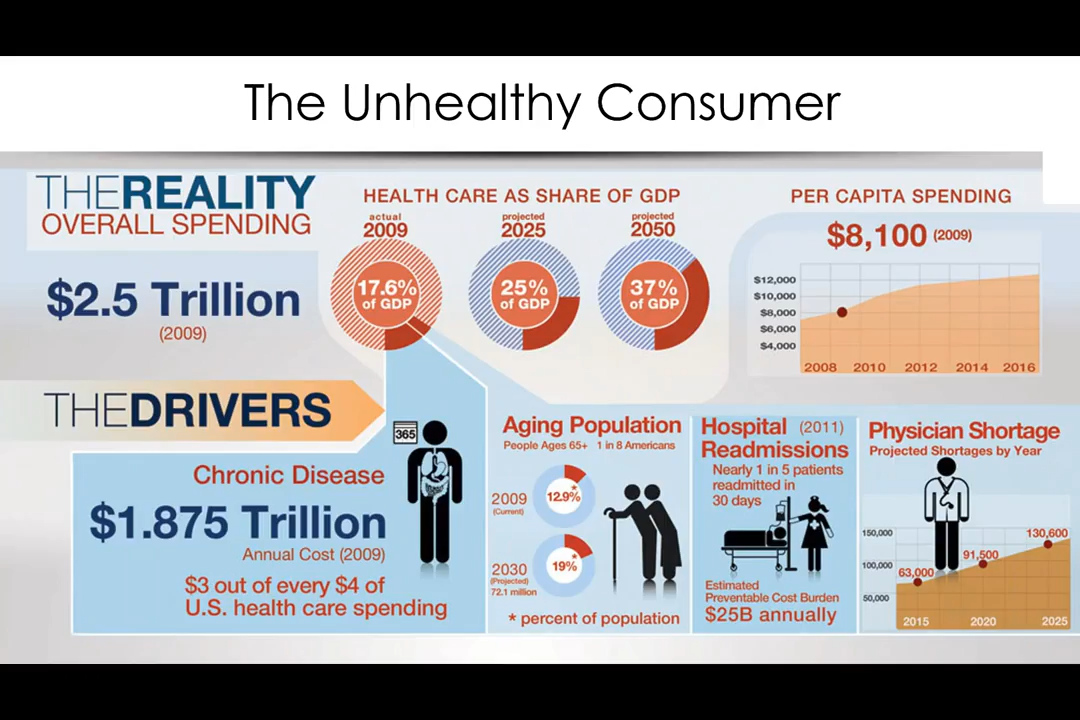 The Unhealthy Consumer
THE REALITY
OVERALL SPENDING
$2.5 Trillion
(2009)
HEALTH CARE AS SHARE OF GDP
actual
2009
17.6%
of GDP
projected
2025
25%
of GDP
projected
2050
37%
of GDP
PER CAPITA SPENDING
$8,100 (2009)
$12,000
$10,000
$8,000
$6,000
$4,000
2008 2010 2012 2014 2016
THE DRIVERS
365
Chronic Disease
$1.875 Trillion
Annual Cost (2009)
$3 out of every $4 of
U.S. health care spending
Aging Population
People Ages 65+ 1 in 8 Americans
2009
(Current)
12.9%*
2030
(Projected)
72.1 million
19%*
* percent of population
Hospital (2011)
Readmissions
Nearly 1 in 5 patients
readmitted in
30 days
Estimated
Preventable Cost Burden
$25B annually
Physician Shortage
Projected Shortages by Year
150,000
100,000
50,000
63,000
91,500
130,600
2015 2020 2025